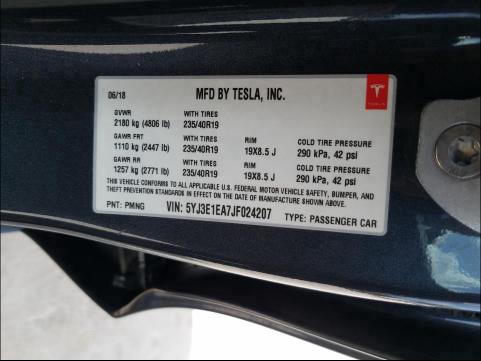 06/18 MFD BY TESLA, INC.
TESLA
GVWR WITH TIRES
2180 kg (4806 lb) 235/40R19
GAWR FRT WITH TIRES RIM COLD TIRE PRESSURE
1110 kg (2447 lb) 235/40R19 19X8.5 J 290 kPa, 42 psi
GAWR RR WITH TIRES RIM COLD TIRE PRESSURE
1257 kg (2771 lb) 235/40R19 19X8.5 J 290 kPa, 42 psi
THIS VEHICLE CONFORMS TO ALL APPLICABLE U.S. FEDERAL MOTOR VEHICLE SAFETY, BUMPER, AND
THEFT PREVENTION STANDARDS IN EFFECT ON THE DATE OF MANUFACTURE SHOWN ABOVE.
PNT: PMNG VIN: 5YJ3E1EA7JF024207 TYPE: PASSENGER CAR